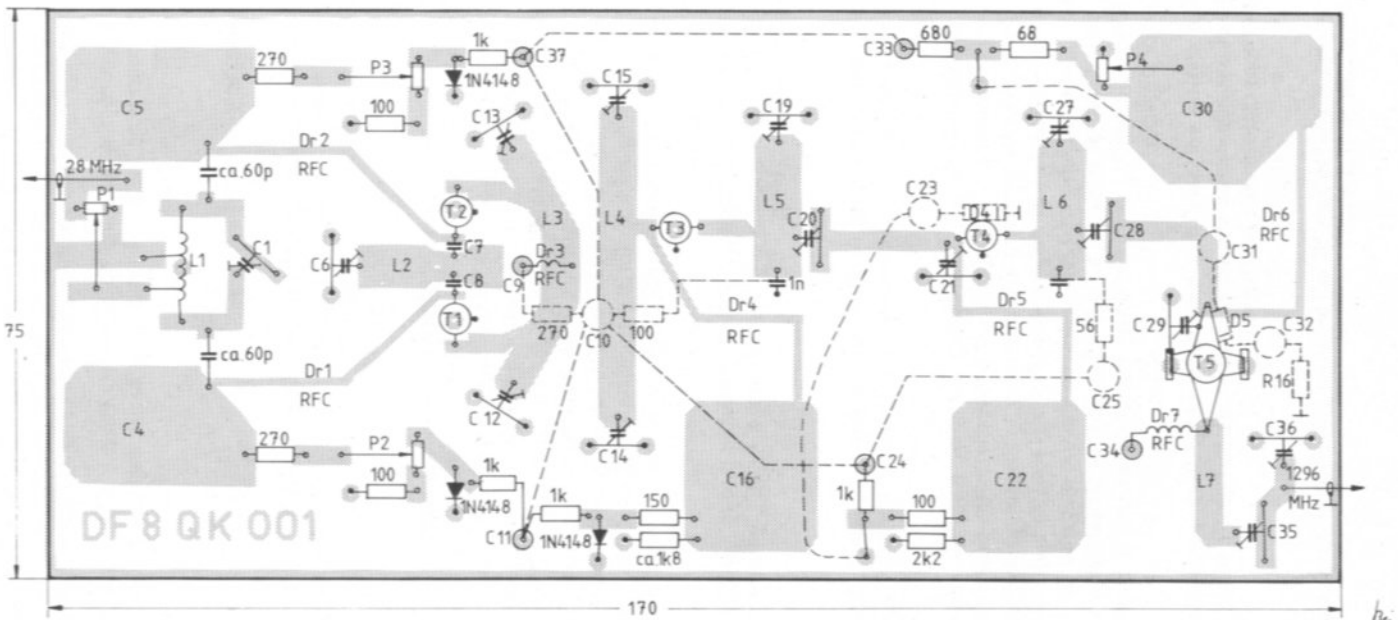 1k
C37
C33
680
68
270
P3
1N4148
C15
P4
C5
100
C13
C19
C27
C30
Dr2
RFC
28 MHz
ca.60p
P1
T2
C23
D4
L3
L4
L5
L6
Dr6
RFC
T3
C20
T4
C28
C31
L1
C1
C6
L2
C7
C8
Dr3
RFC
C9
C21
1n
T1
270
C10
100
Dr4
RFC
Dr5
RFC
56
C29
D5
C32
75
ca.60p
T5
R16
Dr1
RFC
C12
C25
Dr7
RFC
C34
C4
270
P2
C14
C24
C36
1296
MHz
100
1k
1N4148
C16
1k
C22
L7
DF8QK 001
1k
150
100
C11
1N4148
ca.1k8
2k2
C35
170